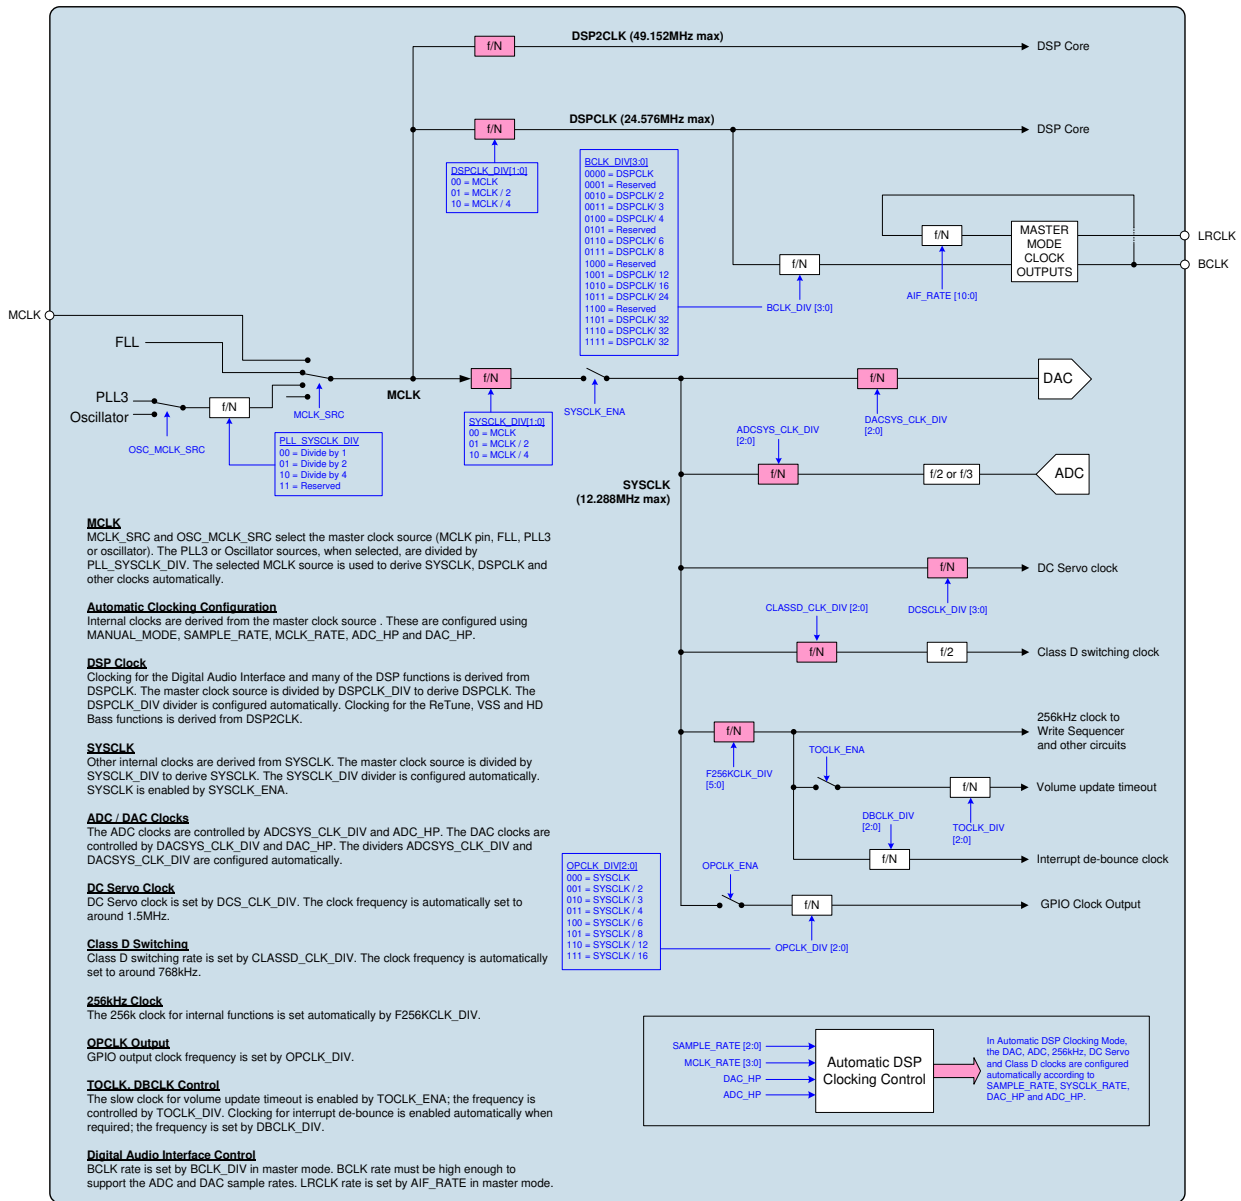 DSP2CLK (49.152MHz max)
f/N
DSP Core
DSPCLK (24.576MHz max)
f/N
DSP Core
DSPCLK_DIV[1:0]
00 = MCLK
01 = MCLK / 2
10 = MCLK / 4
BCLK_DIV[3:0]
0000 = DSPCLK
0001 = Reserved
0010 = DSPCLK/ 2
0011 = DSPCLK/ 3
0100 = DSPCLK/ 4
0101 = Reserved
0110 = DSPCLK/ 6
0111 = DSPCLK/ 8
1000 = Reserved
1001 = DSPCLK/ 12
1010 = DSPCLK/ 16
1011 = DSPCLK/ 24
1100 = Reserved
1101 = DSPCLK/ 32
1110 = DSPCLK/ 32
1111 = DSPCLK/ 32
f/N
BCLK_DIV [3:0]
f/N
AIF_RATE [10:0]
MASTER
MODE
CLOCK
OUTPUTS
LRCLK
BCLK
MCLK
FLL
PLL3
Oscillator
OSC_MCLK_SRC
f/N
MCLK_SRC
PLL_SYSCLK_DIV
00 = Divide by 1
01 = Divide by 2
10 = Divide by 4
11 = Reserved
MCLK
f/N
SYSCLK_DIV[1:0]
00 = MCLK
01 = MCLK / 2
10 = MCLK / 4
SYSCLK_ENA
f/N
DACSYS_CLK_DIV
[2:0]
DAC
ADCSYS_CLK_DIV
[2:0]
f/N
f/2 or f/3
ADC
SYSCLK
(12.288MHz max)
f/N
DCSCLK_DIV [3:0]
DC Servo clock
CLASSD_CLK_DIV [2:0]
f/N
f/2
Class D switching clock
f/N
F256KCLK_DIV
[5:0]
256kHz clock to
Write Sequencer
and other circuits
TOCLK_ENA
f/N
TOCLK_DIV
[2:0]
Volume update timeout
DBCLK_DIV
[2:0]
f/N
Interrupt de-bounce clock
OPCLK_DIV[2:0]
000 = SYSCLK
001 = SYSCLK / 2
010 = SYSCLK / 3
011 = SYSCLK / 4
100 = SYSCLK / 6
101 = SYSCLK / 8
110 = SYSCLK / 12
111 = SYSCLK / 16
OPCLK_ENA
f/N
OPCLK_DIV [2:0]
GPIO Clock Output
MCLK
MCLK_SRC and OSC_MCLK_SRC select the master clock source (MCLK pin, FLL, PLL3
or oscillator). The PLL3 or Oscillator sources, when selected, are divided by
PLL_SYSCLK_DIV. The selected MCLK source is used to derive SYSCLK, DSPCLK and
other clocks automatically.
Automatic Clocking Configuration
Internal clocks are derived from the master clock source . These are configured using
MANUAL_MODE, SAMPLE_RATE, MCLK_RATE, ADC_HP and DAC_HP.
DSP Clock
Clocking for the Digital Audio Interface and many of the DSP functions is derived from
DSPCLK. The master clock source is divided by DSPCLK_DIV to derive DSPCLK. The
DSPCLK_DIV divider is configured automatically. Clocking for the ReTune, VSS and HD
Bass functions is derived from DSP2CLK.
SYSCLK
Other internal clocks are derived from SYSCLK. The master clock source is divided by
SYSCLK_DIV to derive SYSCLK. The SYSCLK_DIV divider is configured automatically.
SYSCLK is enabled by SYSCLK_ENA.
ADC / DAC Clocks
The ADC clocks are controlled by ADCSYS_CLK_DIV and ADC_HP. The DAC clocks are
controlled by DACSYS_CLK_DIV and DAC_HP. The dividers ADCSYS_CLK_DIV and
DACSYS_CLK_DIV are configured automatically.
DC Servo Clock
DC Servo clock is set by DCS_CLK_DIV. The clock frequency is automatically set to
around 1.5MHz.
Class D Switching
Class D switching rate is set by CLASSD_CLK_DIV. The clock frequency is automatically
set to around 768kHz.
256kHz Clock
The 256k clock for internal functions is set automatically by F256KCLK_DIV.
OPCLK Output
GPIO output clock frequency is set by OPCLK_DIV.
TOCLK, DBCLK Control
The slow clock for volume update timeout is enabled by TOCLK_ENA; the frequency is
controlled by TOCLK_DIV. Clocking for interrupt de-bounce is enabled automatically when
required; the frequency is set by DBCLK_DIV.
Digital Audio Interface Control
BCLK rate is set by BCLK_DIV in master mode. BCLK rate must be high enough to
support the ADC and DAC sample rates. LRCLK rate is set by AIF_RATE in master mode.
SAMPLE_RATE [2:0]
MCLK_RATE [3:0]
DAC_HP
ADC_HP
Automatic DSP
Clocking Control
In Automatic DSP Clocking Mode,
the DAC, ADC, 256kHz, DC Servo
and Class D clocks are configured
automatically according to
SAMPLE_RATE, SYSCLK_RATE,
DAC_HP and ADC_HP.